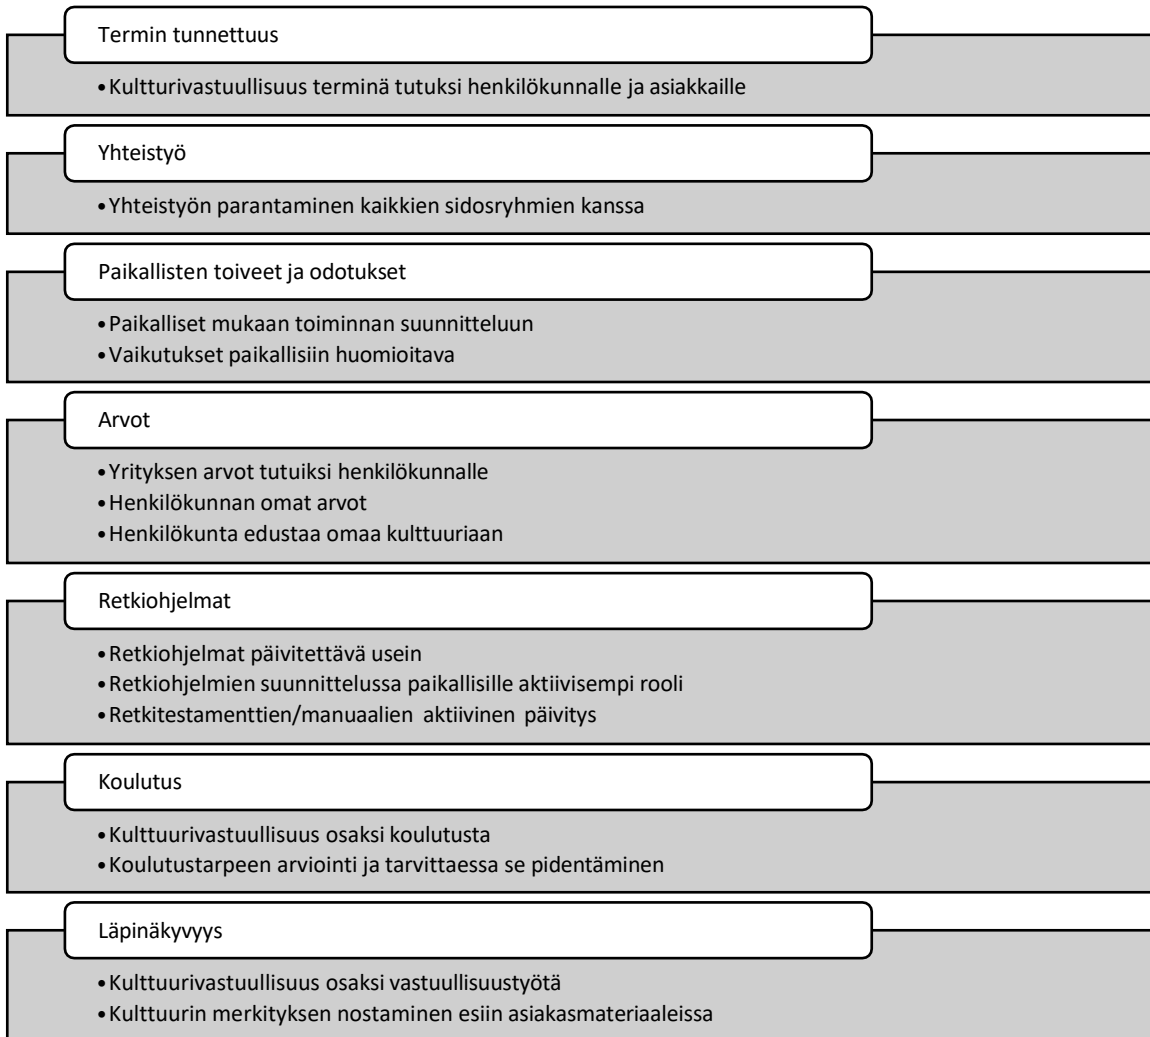 Termin tunnettuus
•Kultturivastuullisuus terminä tutuksi henkilökunnalle ja asiakkaille
Yhteistyö
•Yhteistyön parantaminen kaikkien sidosryhmien kanssa
Paikallisten toiveet ja odotukset
•Paikalliset mukaan toiminnan suunnitteluun
•Vaikutukset paikallisiin huomioitava
Arvot
•Yrityksen arvot tutuiksi henkilökunnalle
•Henkilökunnan omat arvot
•Henkilökunta edustaa omaa kulttuuriaan
Retkiohjelmat
•Retkiohjelmat päivitettävä usein
•Retkiohjelmien suunnittelussa paikallisille aktiivisempi rooli
•Retkitestamenttien/manuaalien aktiivinen päivitys
Koulutus
•Kulttuurivastuullisuus osaksi koulutusta
•Koulutustarpeen arviointi ja tarvittaessa se pidentäminen
Läpinäkyvyys
•Kulttuurivastuullisuus osaksi vastuullisuustyötä
•Kulttuurin merkityksen nostaminen esiin asiakasmateriaaleissa